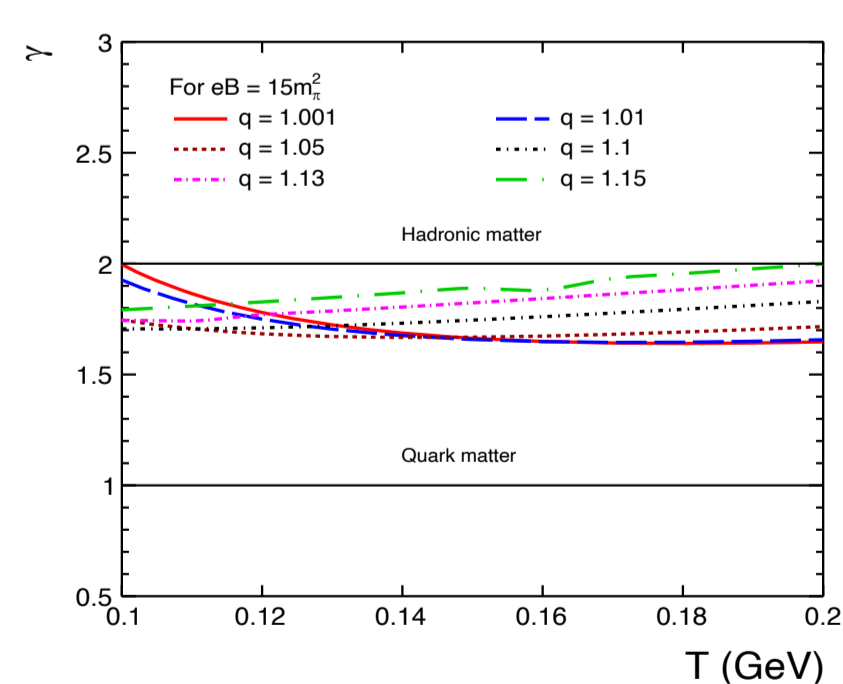 γ
3
For eB = 15m_π^2
q = 1.001
q = 1.01
2.5
q = 1.05
q = 1.1
q = 1.13
q = 1.15
Hadronic matter
2
1.5
Quark matter
1
0.5
0.1 0.12 0.14 0.16 0.18 0.2
T (GeV)